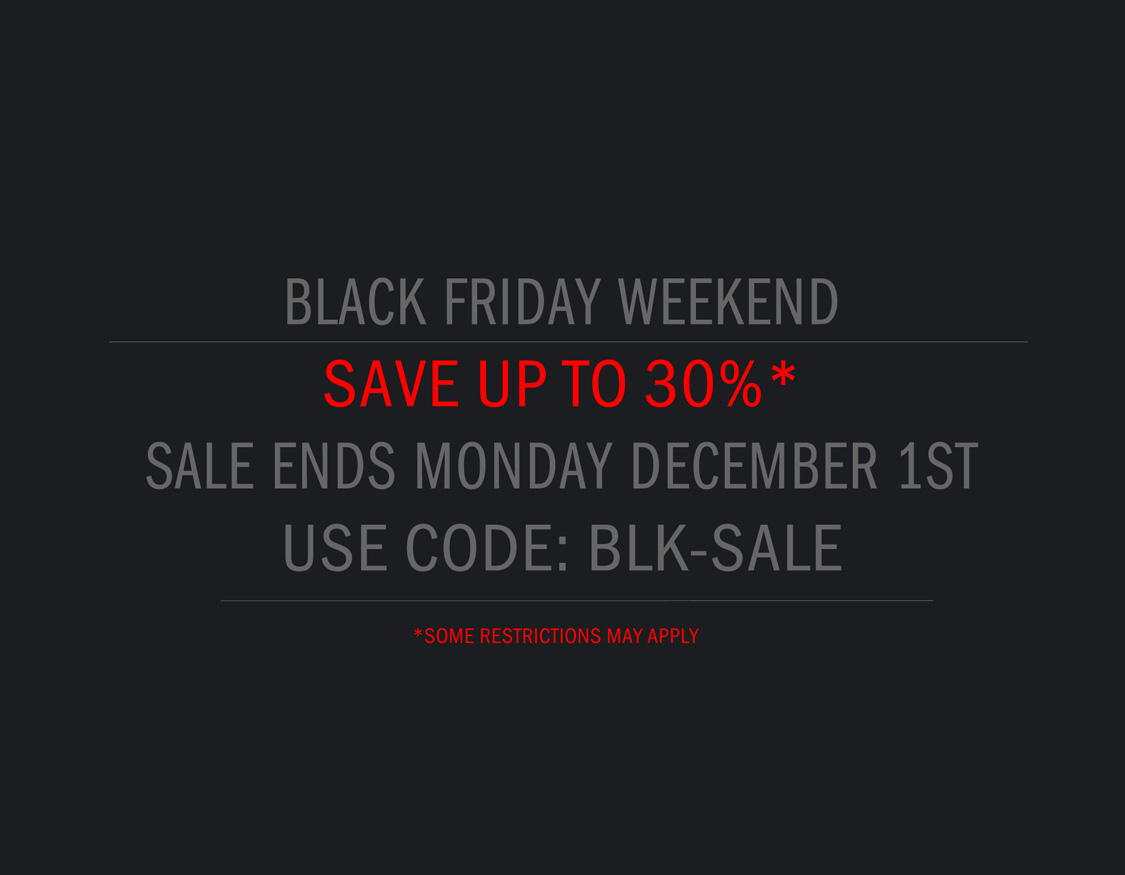 BLACK FRIDAY WEEKEND
SAVE UP TO 30%*
SALE ENDS MONDAY DECEMBER 1ST
USE CODE: BLK-SALE
*SOME RESTRICTIONS MAY APPLY